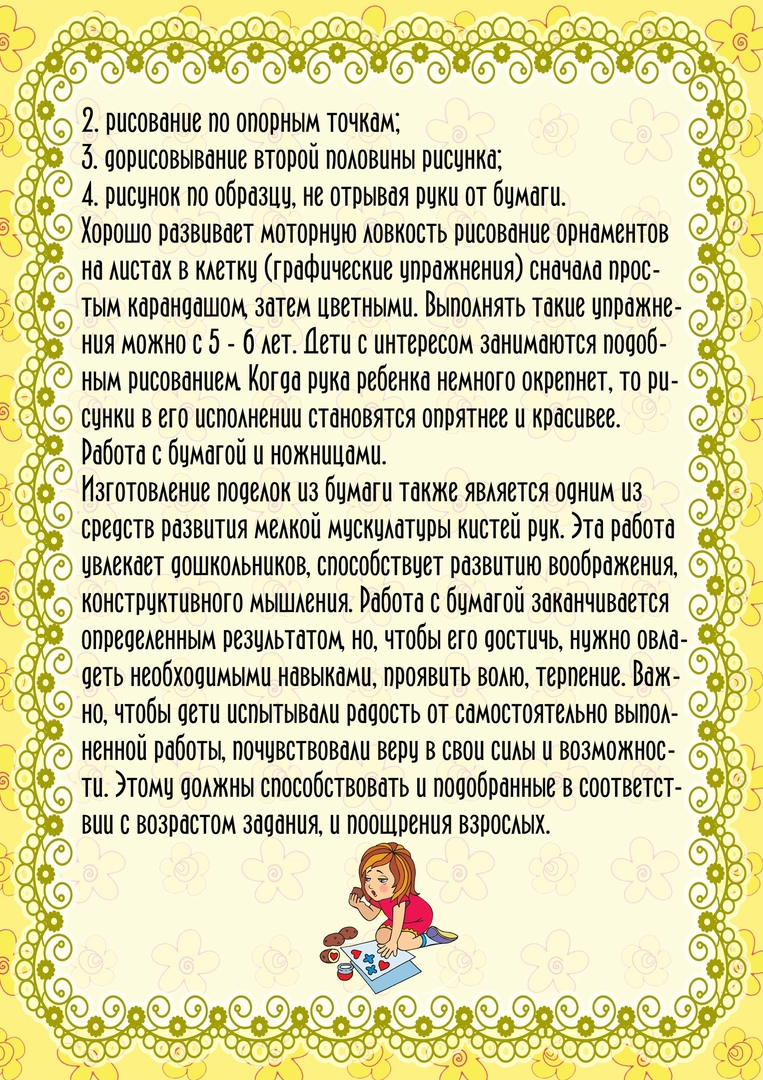 2. рисование по опорным точкам;
3. дорисовывание второй половины рисунка;
4. рисунок по образцу, не отрывая руки от бумаги.
Хорошо развивает моторную ловкость рисование орнаментов
на листах в клетку (графические упражнения) сначала прос-
тым карандашом, затем цветными. Выполнять такие упражне-
ния можно с 5 - 6 лет. Дети с интересом занимаются подоб-
ным рисованием. Когда рука ребенка немного окрепнет, то ри-
сунки в его исполнении становятся опрятнее и красивее.
Работа с бумагой и ножницами.
Изготовление поделок из бумаги также является одним из
средств развития мелкой мускулатуры кистей рук. Эта работа
увлекает дошкольников, способствует развитию воображения,
конструктивного мышления. Работа с бумагой заканчивается
определенным результатом, но, чтобы его достичь, нужно овла-
деть необходимыми навыками, проявить волю, терпение. Важ-
но, чтобы дети испытывали радость от самостоятельно выпол-
ненной работы, почувствовали веру в свои силы и возможнос-
ти. Этому должны способствовать и подобранные в соответст-
вии с возрастом задания, и поощрения взрослых.